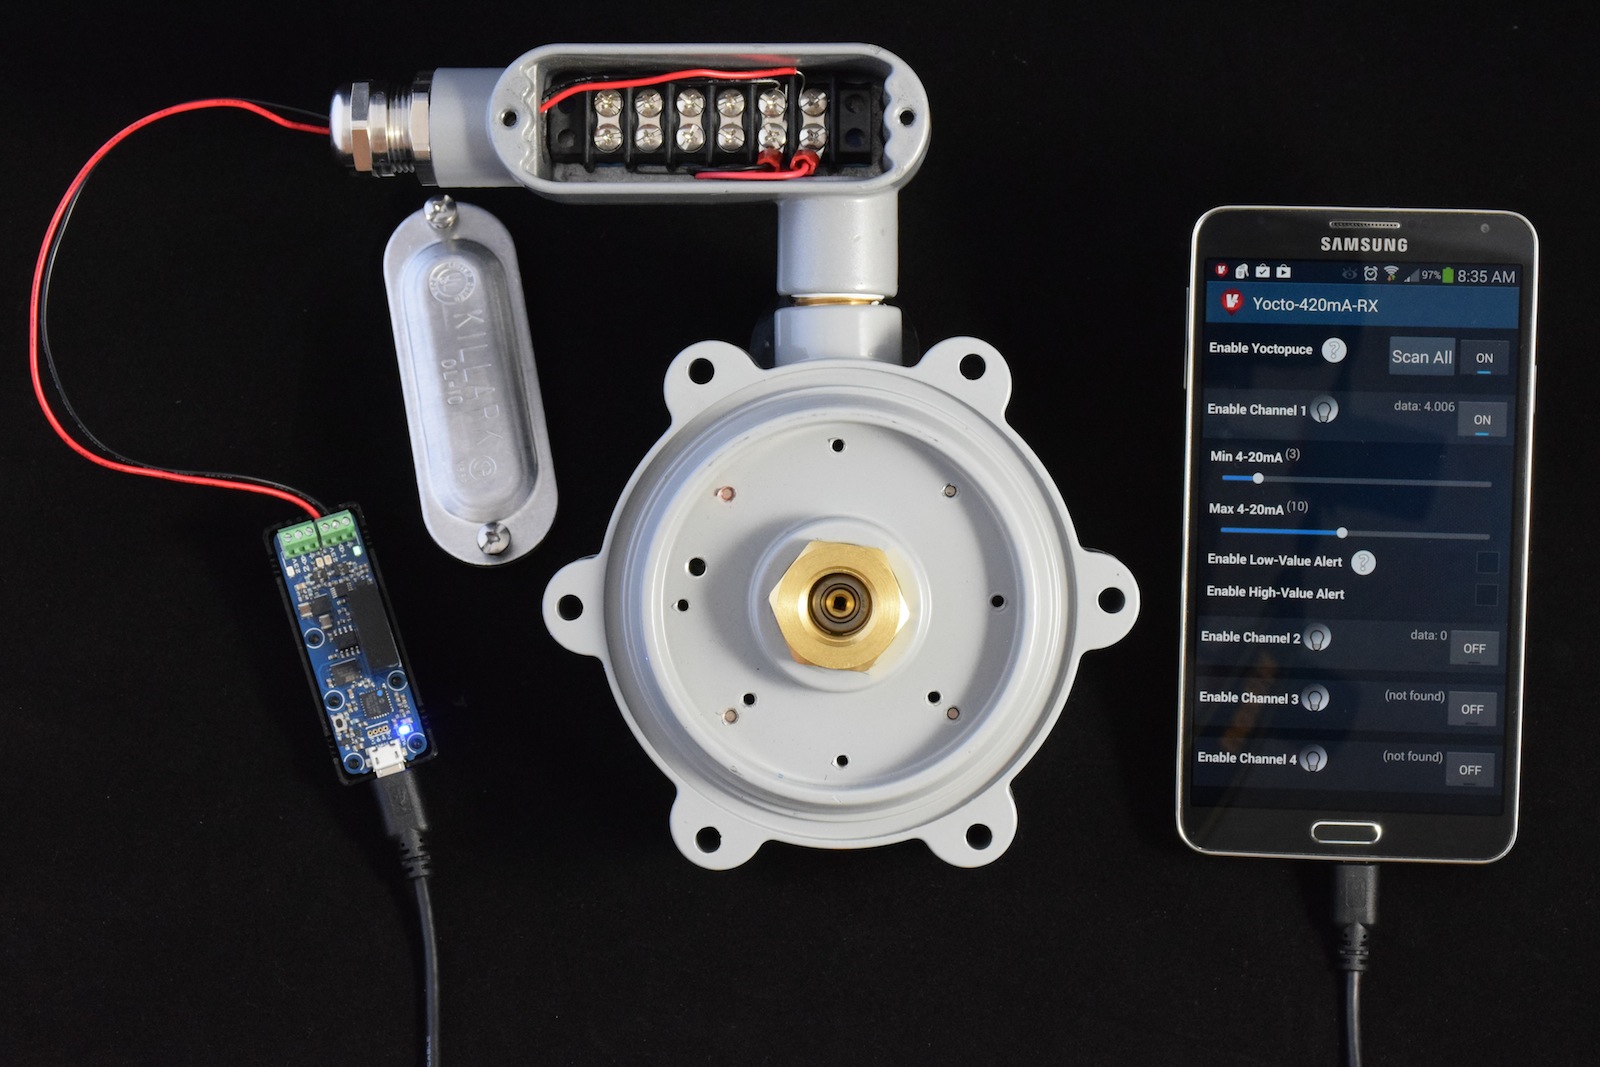 KILLARK
OL-1C
SAMSUNG
97% 8:35 AM
Yocto-420mA-RX
Enable Yoctopuce ? Scan All ON
Enable Channel 1 data: 4.006 ON
Min 4-20mA (3)
Max 4-20mA (10)
Enable Low-Value Alert ?
Enable High-Value Alert
Enable Channel 2 data: 0 OFF
Enable Channel 3 (not found) OFF
Enable Channel 4 (not found) OFF